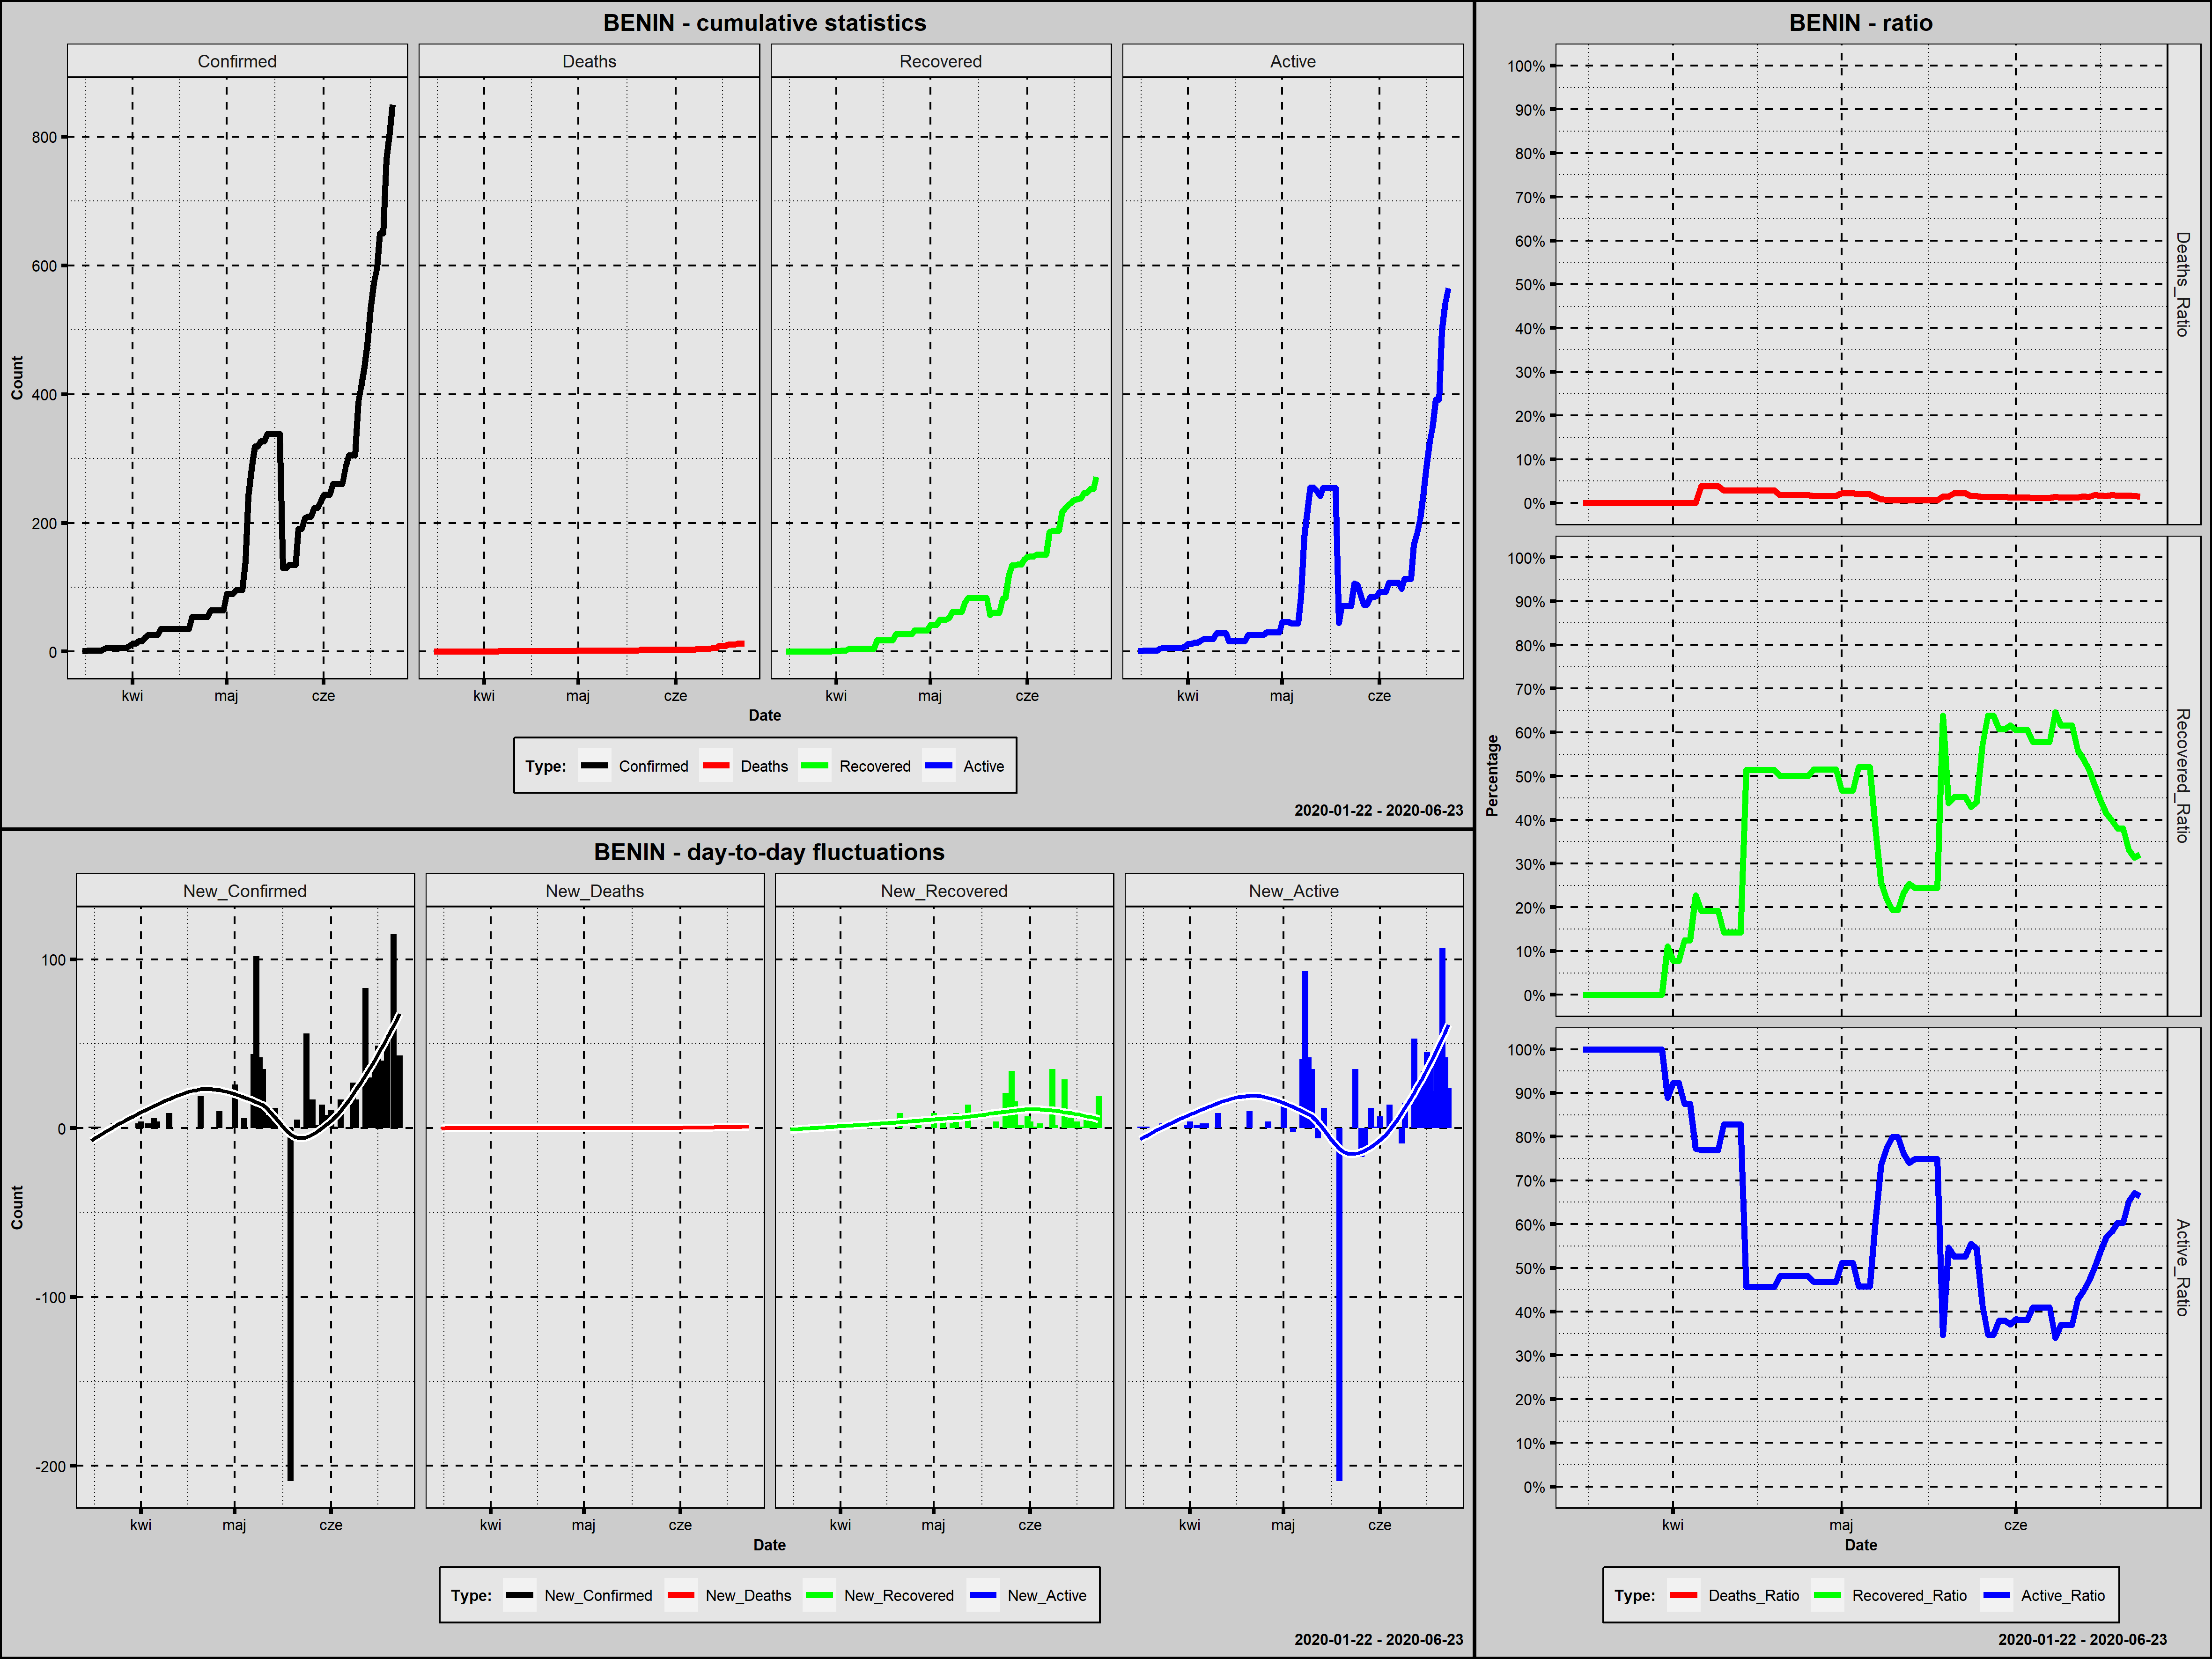 BENIN - cumulative statistics
Confirmed Deaths Recovered Active
Count
800
600
400
200
0
kwi maj cze kwi maj cze kwi maj cze kwi maj cze
Date
Type: Confirmed Deaths Recovered Active
2020-01-22 - 2020-06-23
BENIN - day-to-day fluctuations
New_Confirmed New_Deaths New_Recovered New_Active
Count
100
0
-100
-200
kwi maj cze kwi maj cze kwi maj cze kwi maj cze
Date
Type: New_Confirmed New_Deaths New_Recovered New_Active
2020-01-22 - 2020-06-23
BENIN - ratio
Percentage
100%
90%
80%
70%
60%
50%
40%
30%
20%
10%
0%
Deaths_Ratio
100%
90%
80%
70%
60%
50%
40%
30%
20%
10%
0%
Recovered_Ratio
100%
90%
80%
70%
60%
50%
40%
30%
20%
10%
0%
Active_Ratio
kwi maj cze
Date
Type: Deaths_Ratio Recovered_Ratio Active_Ratio
2020-01-22 - 2020-06-23